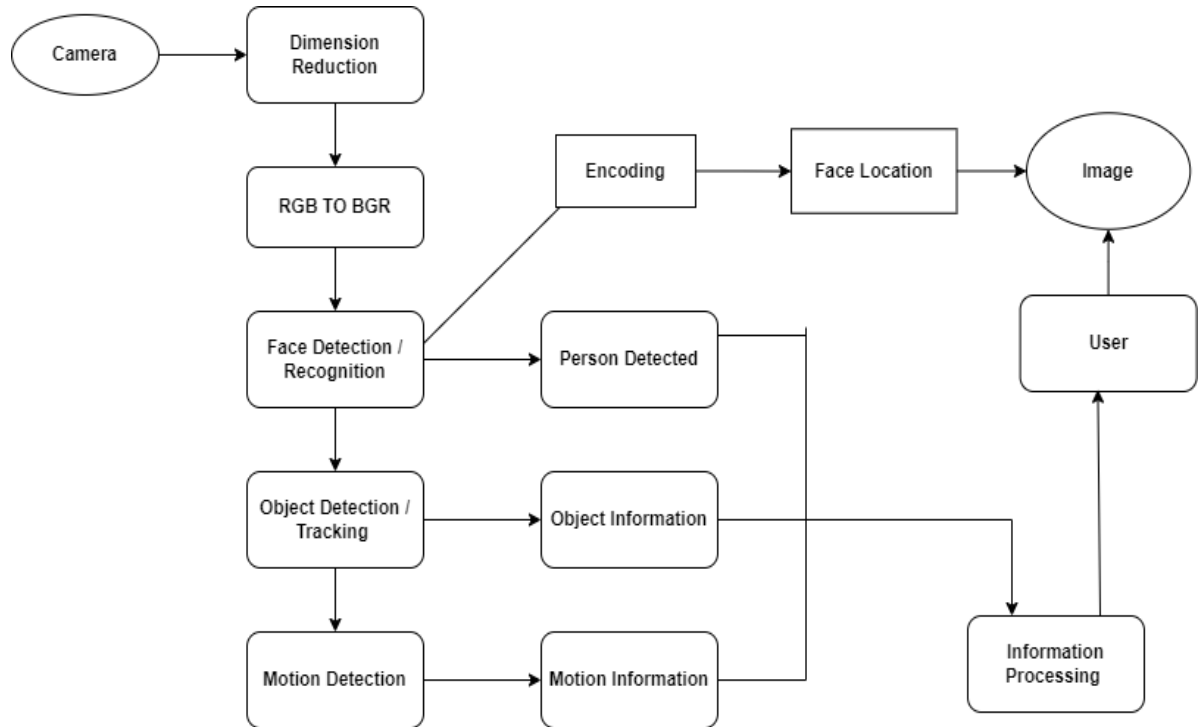 Camera
Dimension
Reduction
RGB TO BGR
Encoding
Face Location
Image
Face Detection /
Recognition
Person Detected
User
Object Detection /
Tracking
Object Information
Motion Detection
Motion Information
Information
Processing